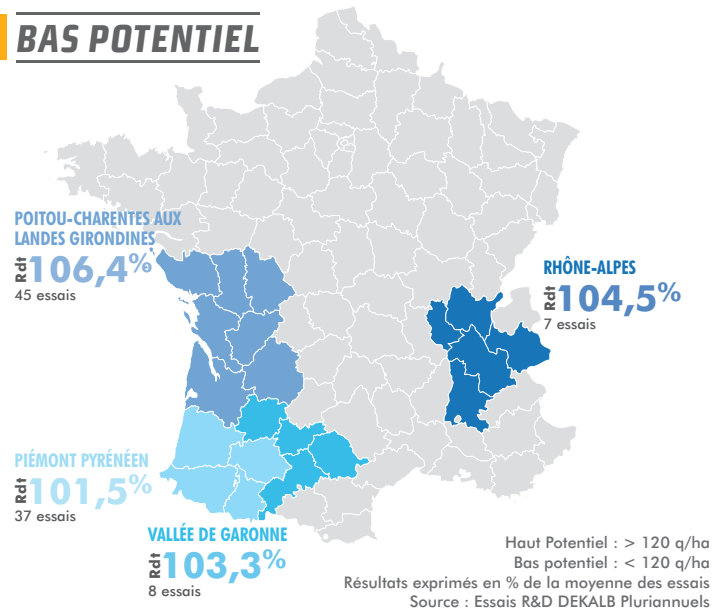 BAS POTENTIEL
POITOU-CHARENTES AUX
LANDES GIRONDINES
Rdt 106,4%
45 essais
RHÔNE-ALPES
Rdt 104,5%
7 essais
PIÉMONT PYRÉNÉEN
Rdt 101,5%
37 essais
VALLÉE DE GARONNE
Rdt 103,3%
8 essais
Haut Potentiel : > 120 q/ha
Bas potentiel : < 120 q/ha
Résultats exprimés en % de la moyenne des essais
Source : Essais R&D DEKALB Pluriannuels